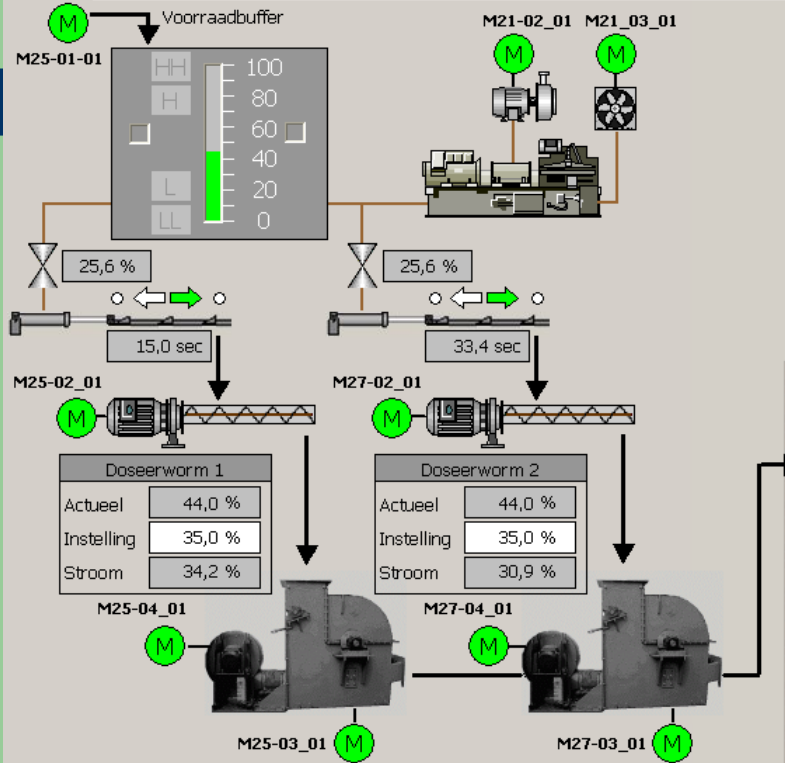 M
Voorraadbuffer
M25-01-01
M21-02_01
M21_03_01
M
M
HH
100
H
80
60
40
L
20
LL
0
25,6 %
25,6 %
15,0 sec
33,4 sec
M25-02_01
M27-02_01
M
M
Doseerworm 1
Actueel 44,0 %
Instelling 35,0 %
Stroom 34,2 %
Doseerworm 2
Actueel 44,0 %
Instelling 35,0 %
Stroom 30,9 %
M25-04_01
M27-04_01
M
M
M25-03_01 M
M27-03_01 M